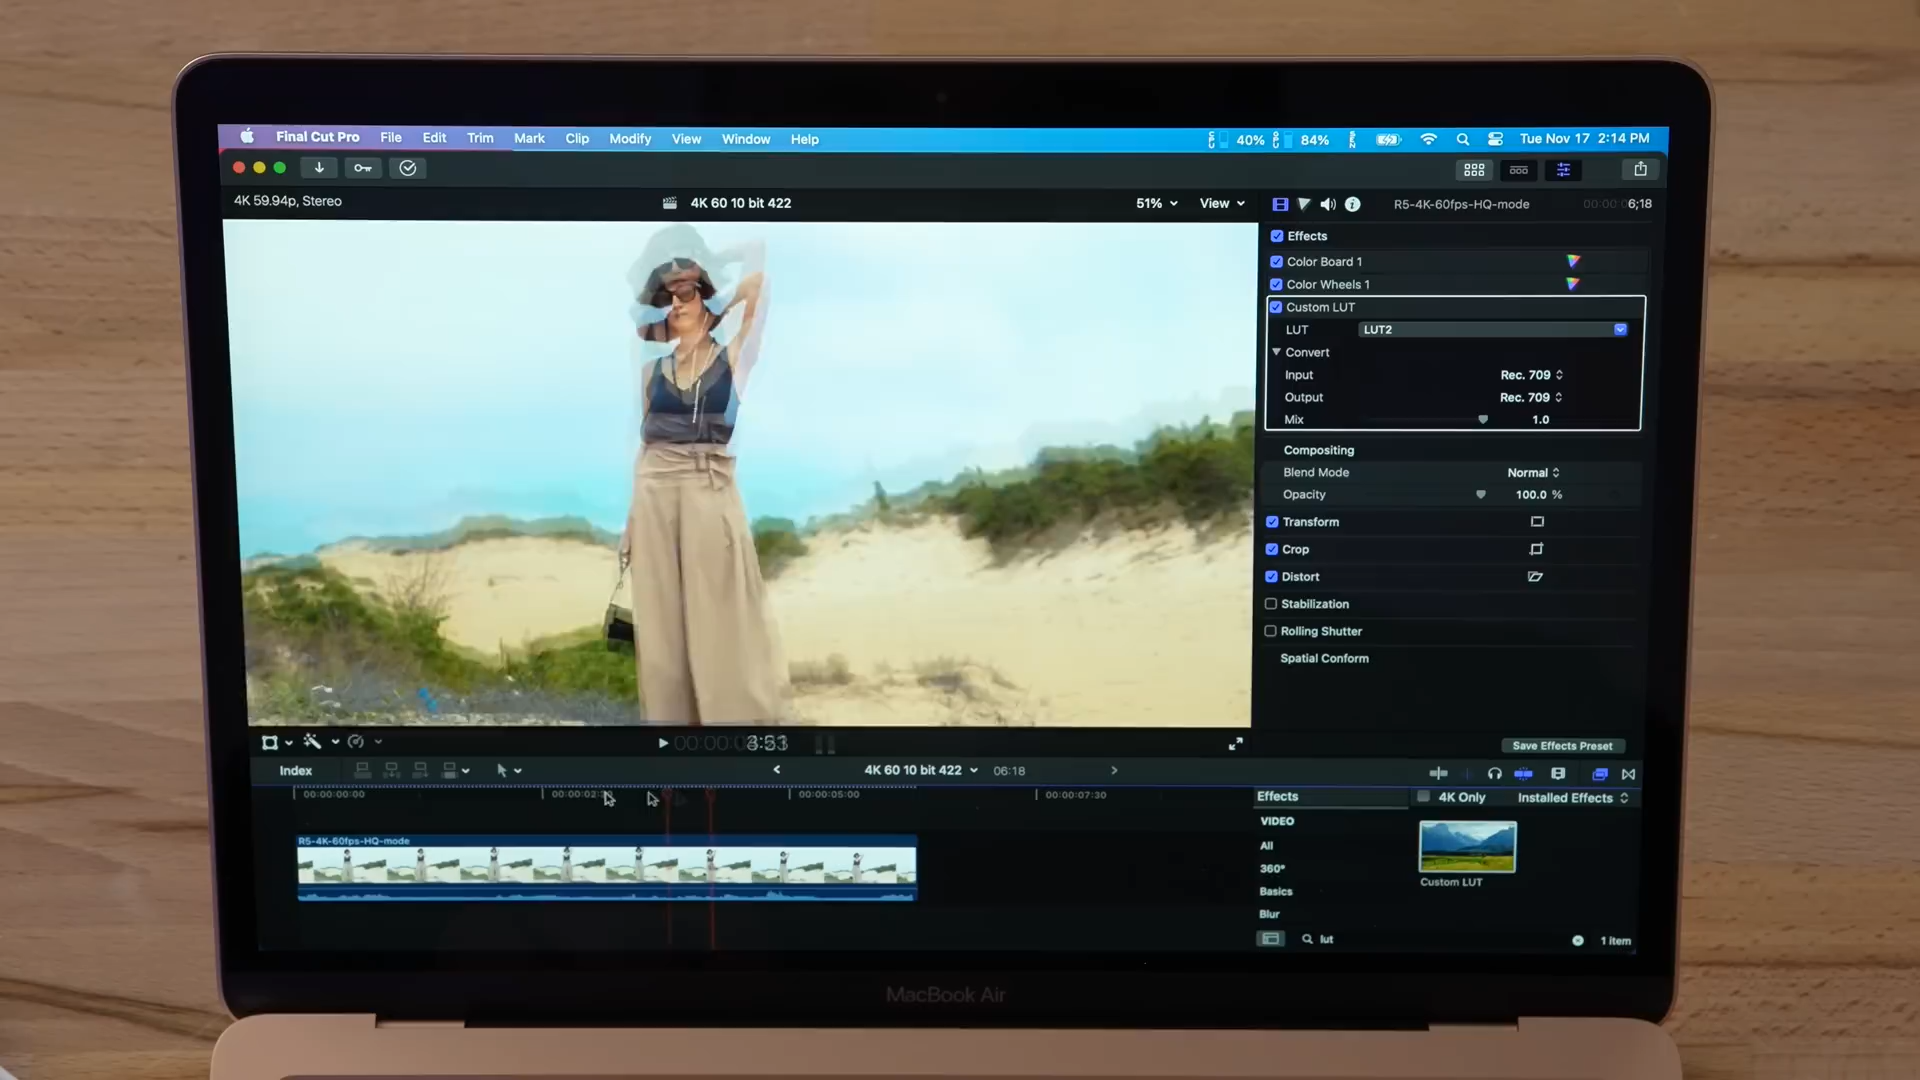 Final Cut Pro File Edit Trim Mark Clip Modify View Window Help 40% 84% Tue Nov 17 2:14 PM
4K 59.94p, Stereo 4K 60 10 bit 422 51% View R5-4K-60fps-HQ-mode 00:00:06;18
Effects
Color Board 1
Color Wheels 1
Custom LUT
LUT LUT2
Convert
Input Rec. 709
Output Rec. 709
Mix 1.0
Compositing
Blend Mode Normal
Opacity 100.0 %
Transform
Crop
Distort
Stabilization
Rolling Shutter
Spatial Conform
Save Effects Preset
Index 4K 60 10 bit 422 06:18
00:00:00:00 00:00:05:00 00:00:07:30
R5-4K-60fps-HQ-mode
Effects 4K Only Installed Effects
VIDEO
All
360°
Basics
Blur
Custom LUT
lut 1 item
MacBook Air